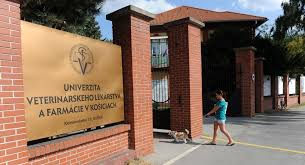 UNIVERZITA
VETERINÁRSKEHO LEKÁRSTVA
A FARMÁCIE V KOŠICIACH